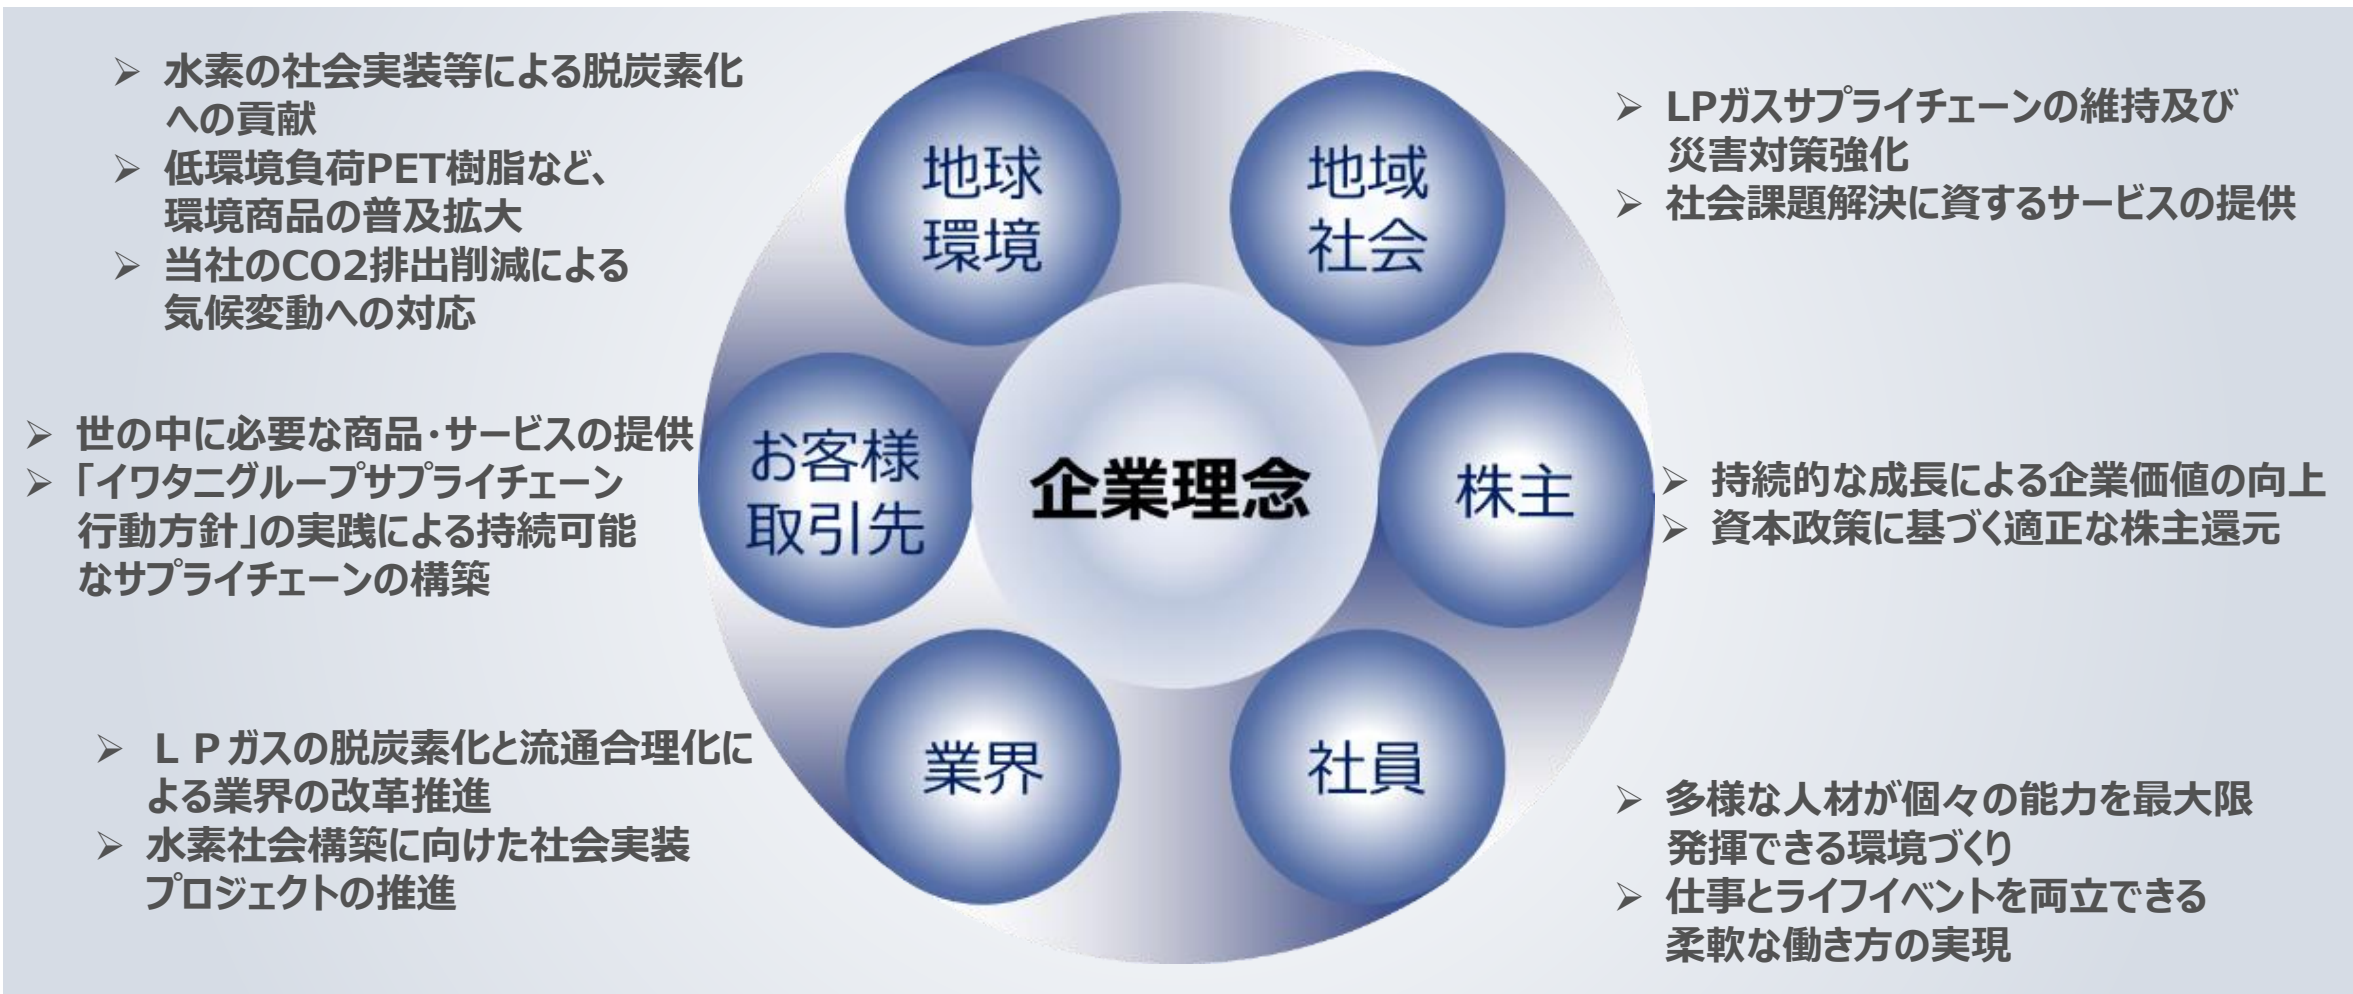 ➢ 水素の社会実装等による脱炭素化
への貢献
➢ 低環境負荷PET樹脂など、
環境商品の普及拡大
➢ 当社のCO2排出削減による
気候変動への対応
➢ 世の中に必要な商品・サービスの提供
➢ 「イワタニグループサプライチェーン
行動方針」の実践による持続可能
なサプライチェーンの構築
➢ ＬＰガスの脱炭素化と流通合理化に
よる業界の改革推進
➢ 水素社会構築に向けた社会実装
プロジェクトの推進
地球
環境
地域
社会
お客様
取引先
企業理念
株主
業界
社員
➢ LPガスサプライチェーンの維持及び
災害対策強化
➢ 社会課題解決に資するサービスの提供
➢ 持続的な成長による企業価値の向上
➢ 資本政策に基づく適正な株主還元
➢ 多様な人材が個々の能力を最大限
発揮できる環境づくり
➢ 仕事とライフイベントを両立できる
柔軟な働き方の実現